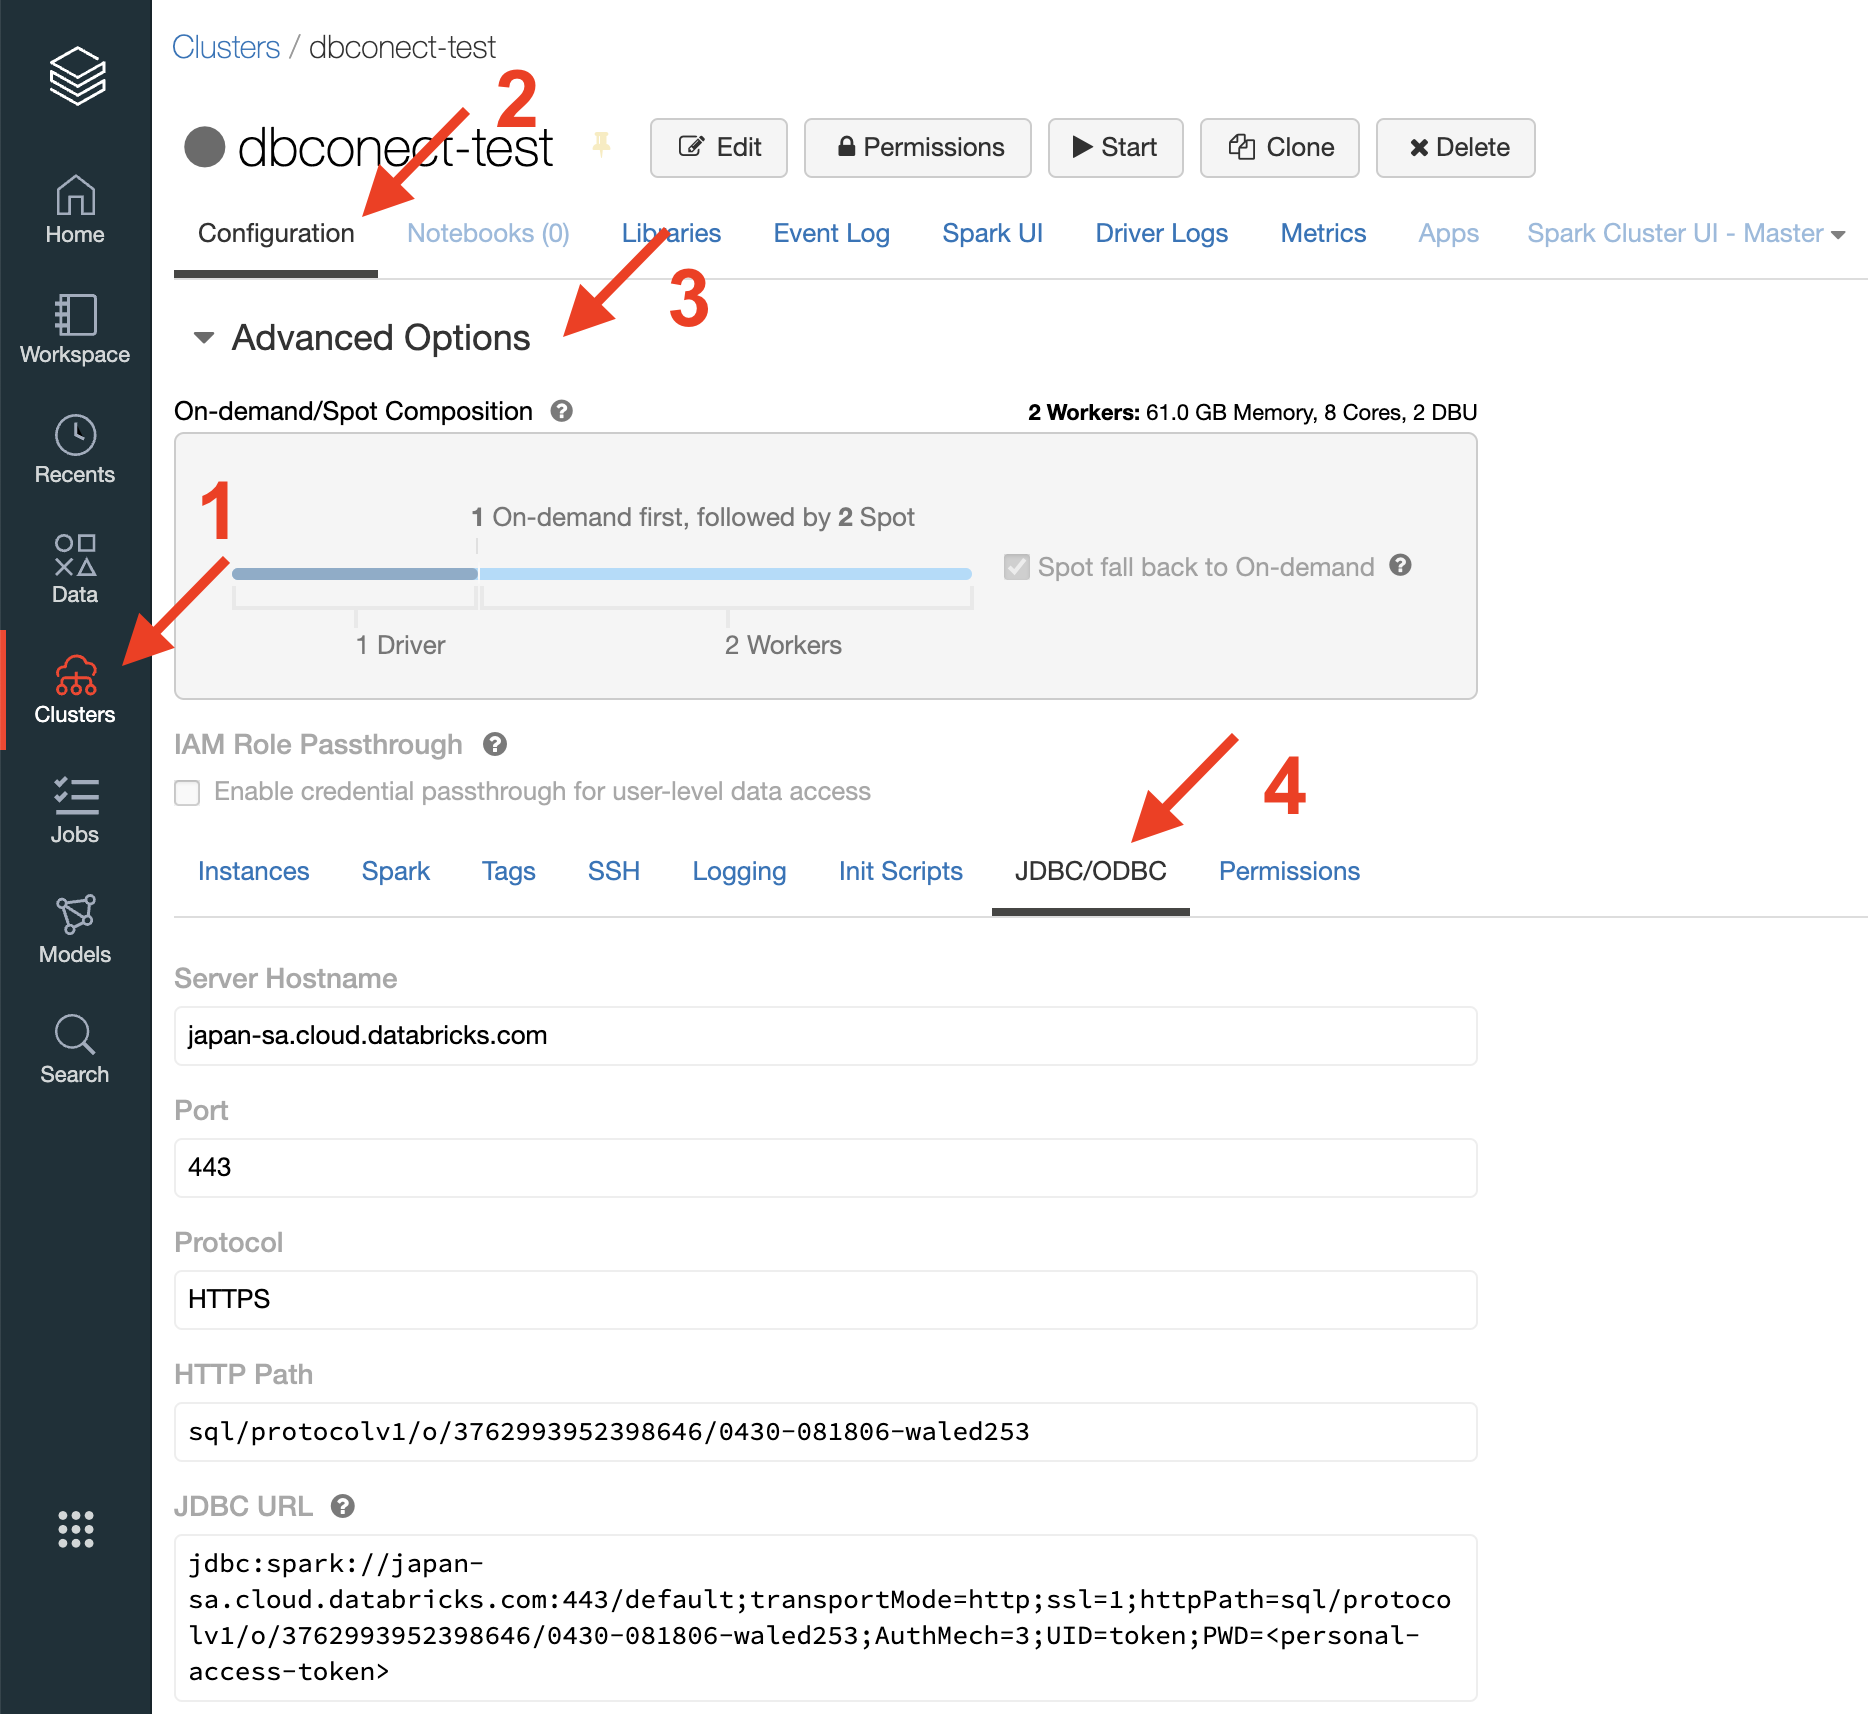 Clusters / dbconect-test
2
dbconect-test
Edit
Permissions
Start
Clone
Delete
Configuration
Notebooks (0)
Libraries
Event Log
Spark UI
Driver Logs
Metrics
Apps
Spark Cluster UI - Master
3
Advanced Options
On-demand/Spot Composition
2 Workers: 61.0 GB Memory, 8 Cores, 2 DBU
1
1 On-demand first, followed by 2 Spot
Spot fall back to On-demand
1 Driver
2 Workers
IAM Role Passthrough
Enable credential passthrough for user-level data access
4
Instances
Spark
Tags
SSH
Logging
Init Scripts
JDBC/ODBC
Permissions
Server Hostname
japan-sa.cloud.databricks.com
Port
443
Protocol
HTTPS
HTTP Path
sql/protocolv1/o/3762993952398646/0430-081806-waled253
JDBC URL
jdbc:spark://japan-
sa.cloud.databricks.com:443/default;transportMode=http;ssl=1;httpPath=sql/protoco
lv1/o/3762993952398646/0430-081806-waled253;AuthMech=3;UID=token;PWD=<personal-
access-token>
Home
Workspace
Recents
Data
Clusters
Jobs
Models
Search